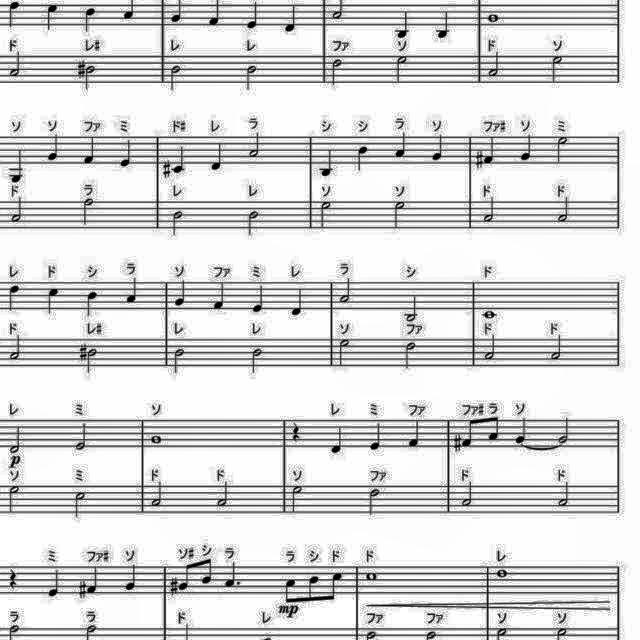 ド レ♯ レ レ ファ ソ ド ソ
ソ ソ ファ ミ ド♯ レ ラ シ シ ラ ソ ファ♯ ソ ミ
ド ラ レ レ ソ ソ ド ド
レ ド シ ラ ソ ファ ミ レ ラ シ ド
ド レ♯ レ レ ソ ファ ド ド
レ ミ ソ レ ミ ファ ファ♯ ラ ソ
p
ソ ミ ド ド ソ ファ ド ド
ミ ファ♯ ソ ソ♯ シ ラ ラ シ ド ド レ
mp
ラ ラ ド レ ファ ファ ソ ソ